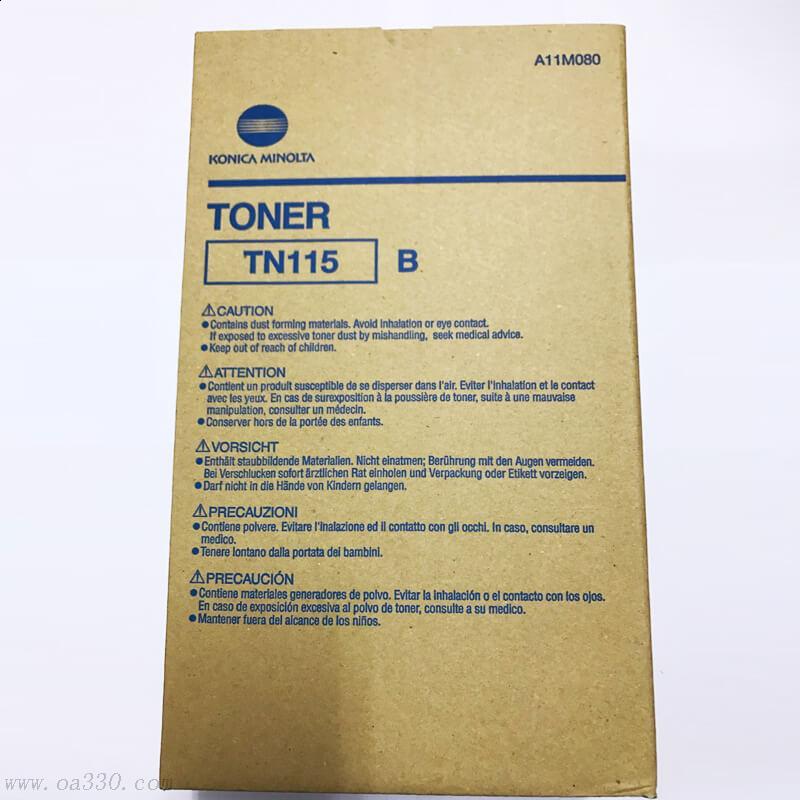 A11M080
KONICA MINOLTA
TONER
TN115 B
⚠CAUTION
●Contains dust forming materials. Avoid inhalation or eye contact.
If exposed to excessive toner dust by mishandling, seek medical advice.
●Keep out of reach of children.
⚠ATTENTION
●Contient un produit susceptible de se disperser dans l'air. Eviter l'inhalation et le contact
avec les yeux. En cas de surexposition à la poussière de toner, suite à une mauvaise
manipulation, consulter un médecin.
●Conserver hors de la portée des enfants.
⚠VORSICHT
●Enthält staubbildende Materialien. Nicht einatmen; Berührung mit den Augen vermeiden.
Bei Verschlucken sofort ärztlichen Rat einholen und Verpackung oder Etikett vorzeigen.
●Darf nicht in die Hände von Kindern gelangen.
⚠PRECAUZIONI
●Contiene polvere. Evitare l'inalazione ed il contatto con gli occhi. In caso, consultare un
medico.
●Tenere lontano dalla portata dei bambini.
⚠PRECAUCIÓN
●Contiene materiales generadores de polvo. Evitar la inhalación o el contacto con los ojos.
En caso de exposición excesiva al polvo de toner, consulte a su medico.
●Mantener fuera del alcance de los niños.
www.oa330.com